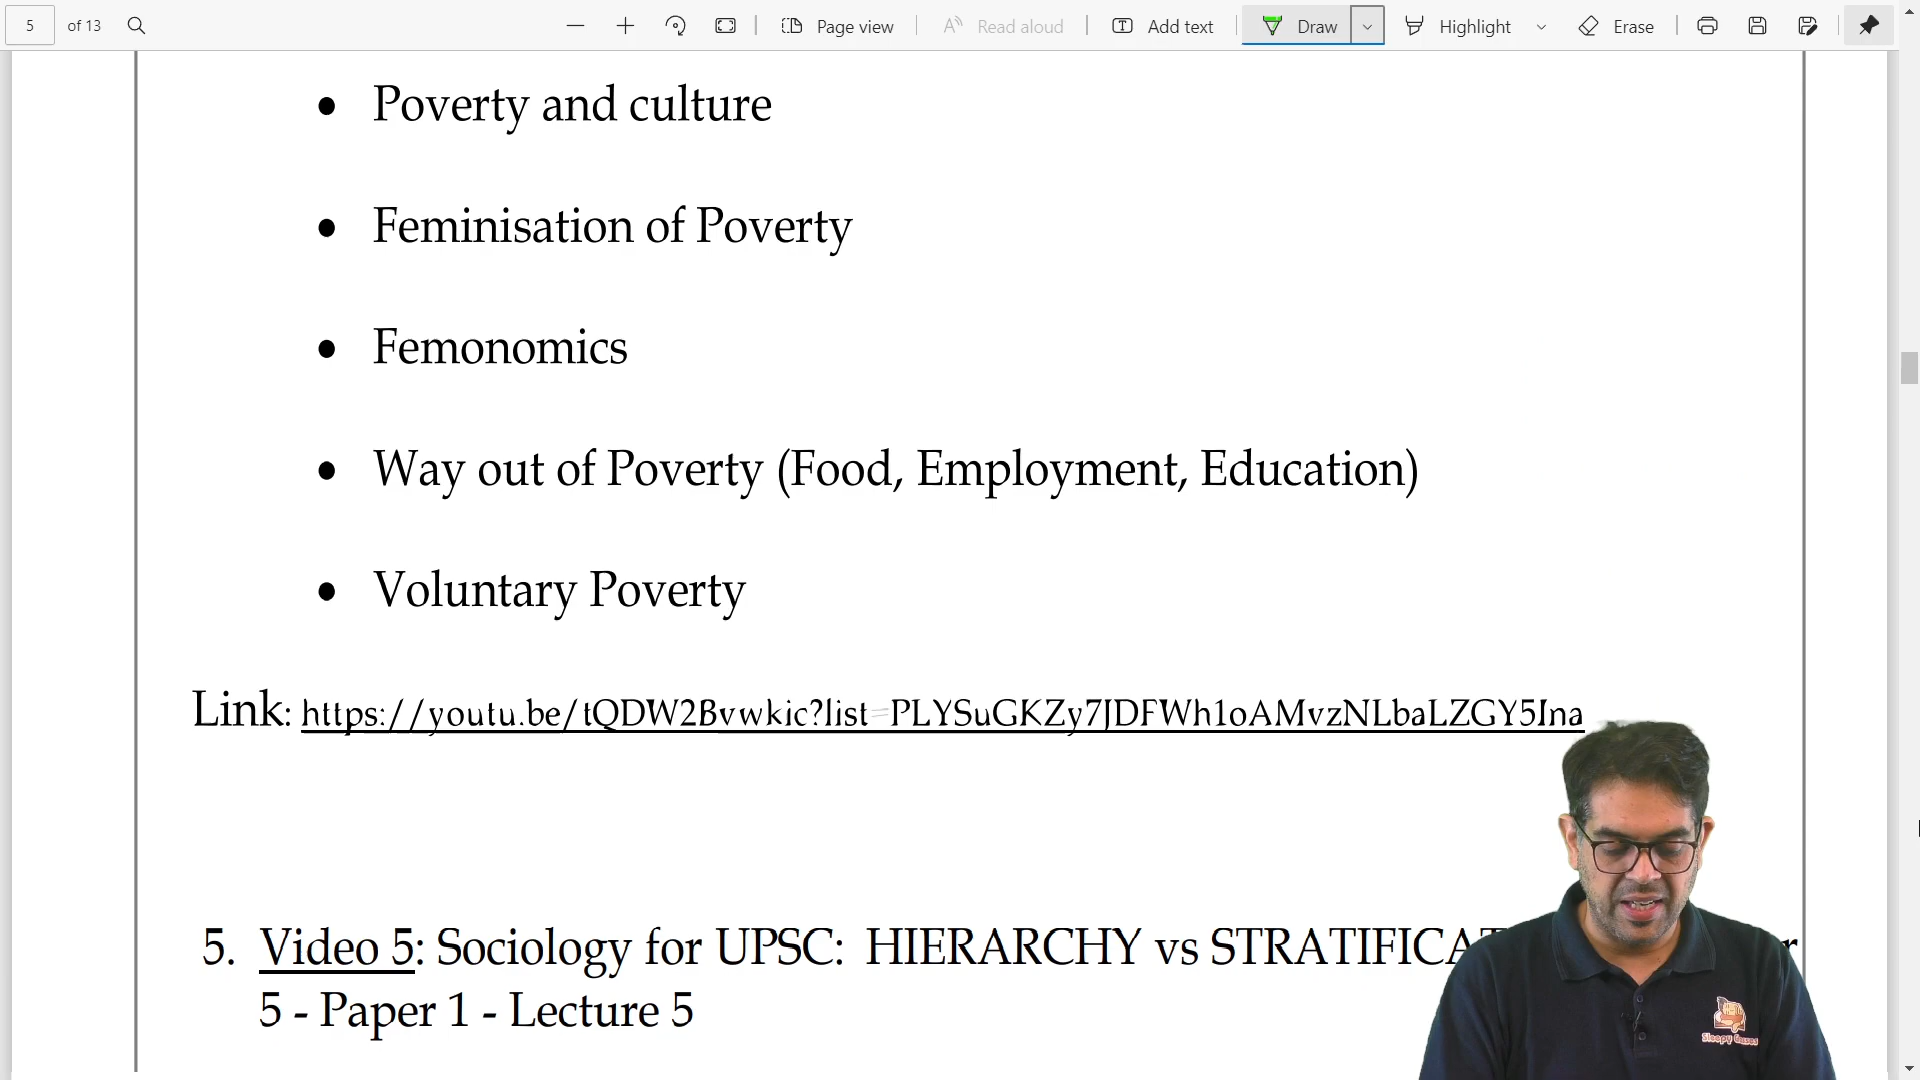 5 of 13 Page view Read aloud Add text Draw Highlight Erase
• Poverty and culture
• Feminisation of Poverty
• Femonomics
• Way out of Poverty (Food, Employment, Education)
• Voluntary Poverty
Link: https://youtu.be/tQDW2Bvwkic?list=PLYSuGKZy7JDFWh1oAMvzNLbaLZGY5Ina
5. Video 5: Sociology for UPSC: HIERARCHY vs STRATIFICAT
5 - Paper 1 - Lecture 5
Sleepy Classes